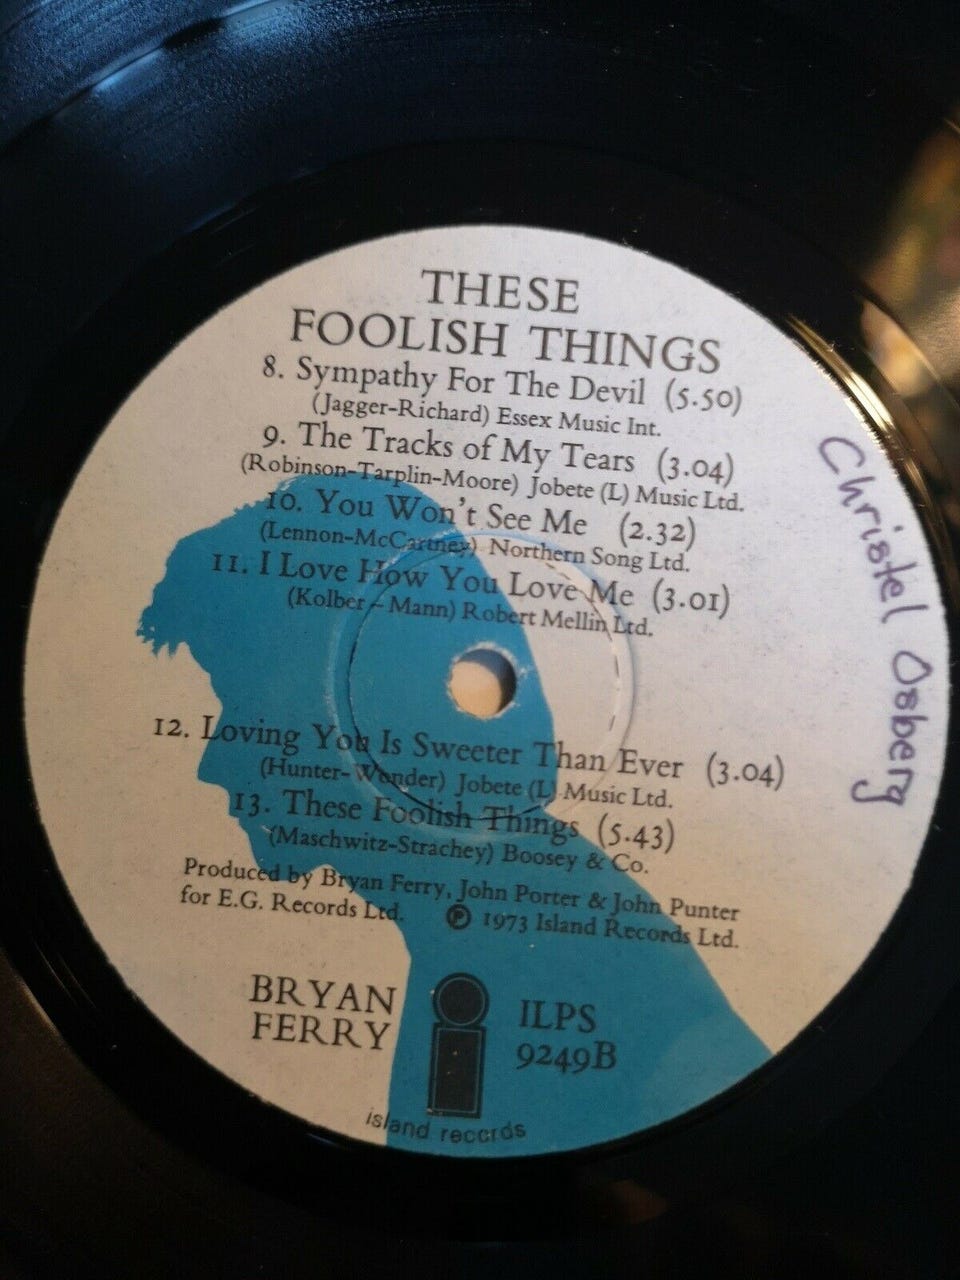 THESE
FOOLISH THINGS
8. Sympathy For The Devil (5.50)
(Jagger-Richard) Essex Music Int.
9. The Tracks of My Tears (3.04)
(Robinson-Tarplin-Moore) Jobete (L) Music Ltd.
10. You Won't See Me (2.32)
(Lennon-McCartney) Northern Song Ltd.
11. I Love How You Love Me (3.01)
(Kolber - Mann) Robert Mellin Ltd.
12. Loving You Is Sweeter Than Ever (3.04)
(Hunter-Wonder) Jobete (L) Music Ltd.
13. These Foolish Things (5.43)
(Maschwitz-Strachey) Boosey & Co.
Produced by Bryan Ferry, John Porter & John Punter
for E.G. Records Ltd. ℗ 1973 Island Records Ltd.
BRYAN
FERRY
ILPS
9249B
island records
Christel Osberg